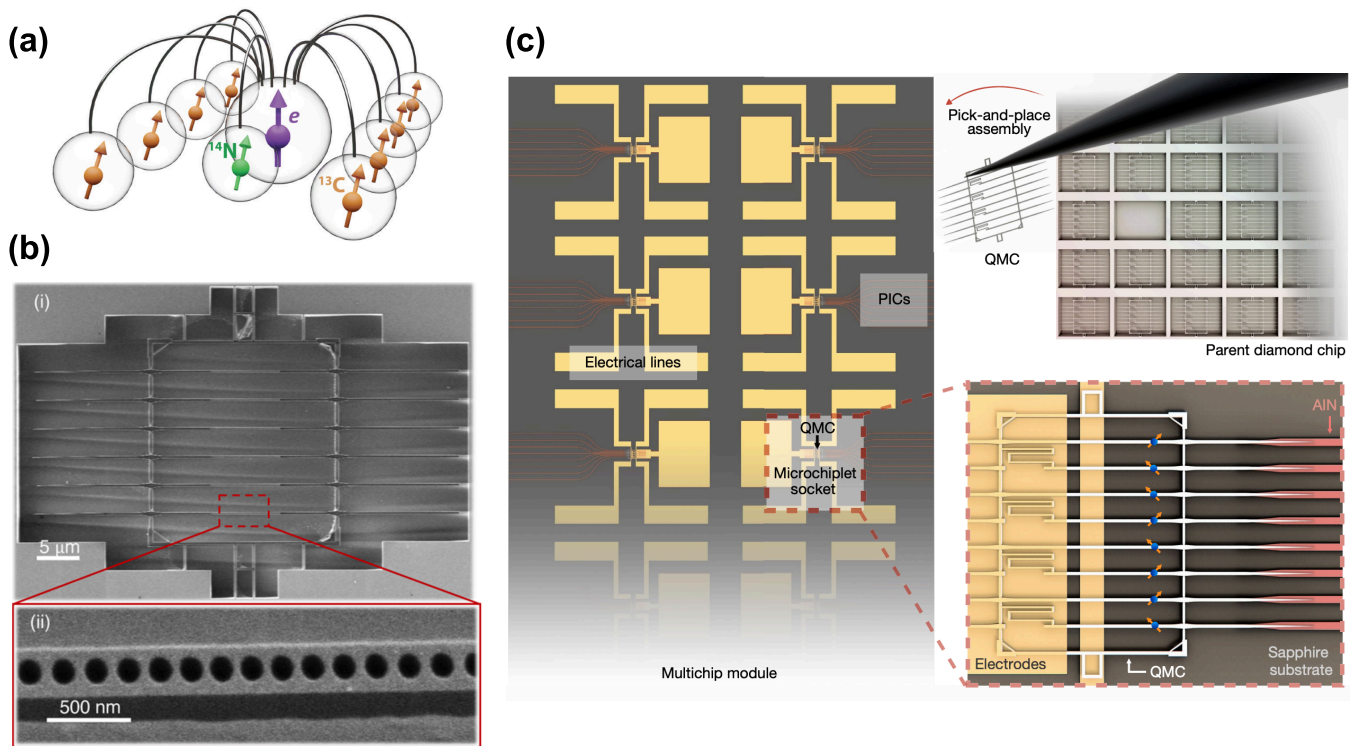 (a)
e
¹⁴N
¹³C
(b)
(i)
5 μm
(ii)
500 nm
(c)
Pick-and-place
assembly
QMC
Parent diamond chip
PICs
Electrical lines
QMC
Microchiplet
socket
Multichip module
AlN
Electrodes
QMC
Sapphire
substrate